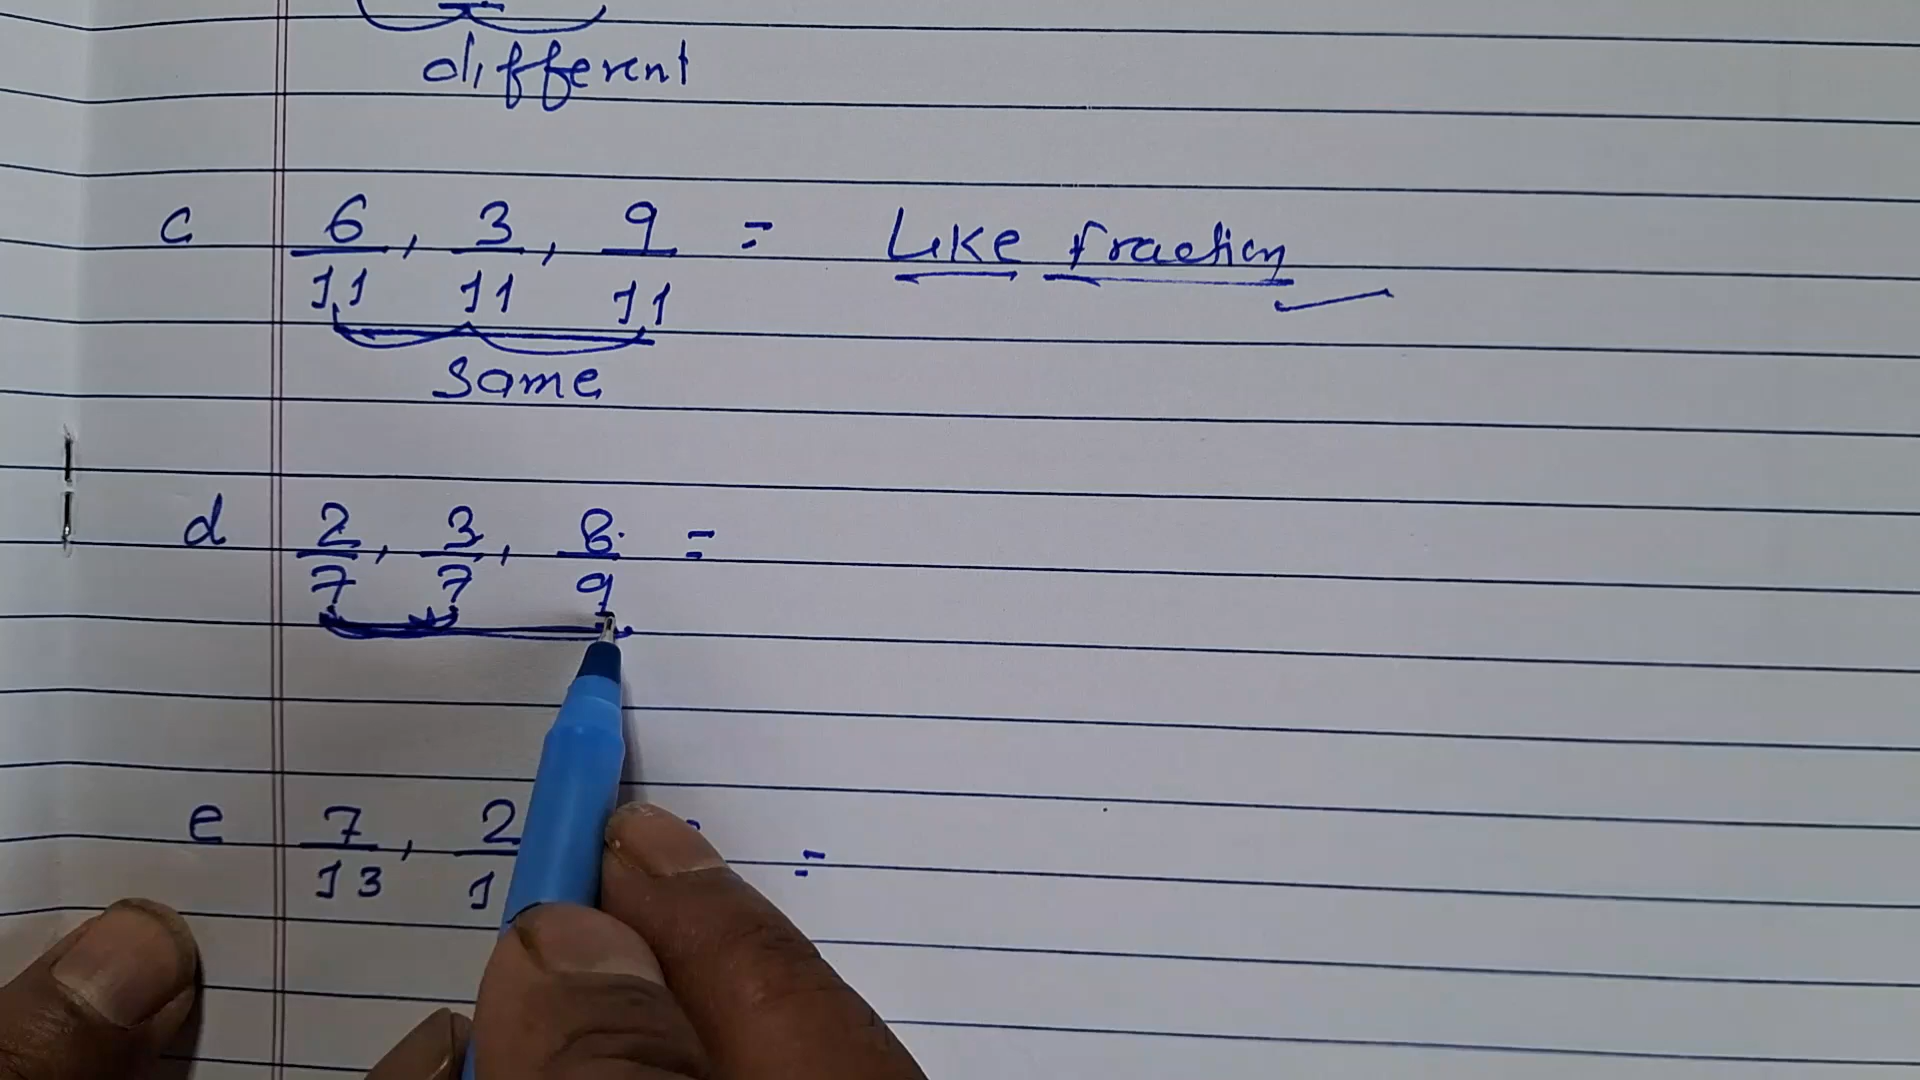 different
c 6/11, 3/11, 9/11 = Like fraction
same
d 2/7, 3/7, 8/9 =
e 7/13, 2/1 =